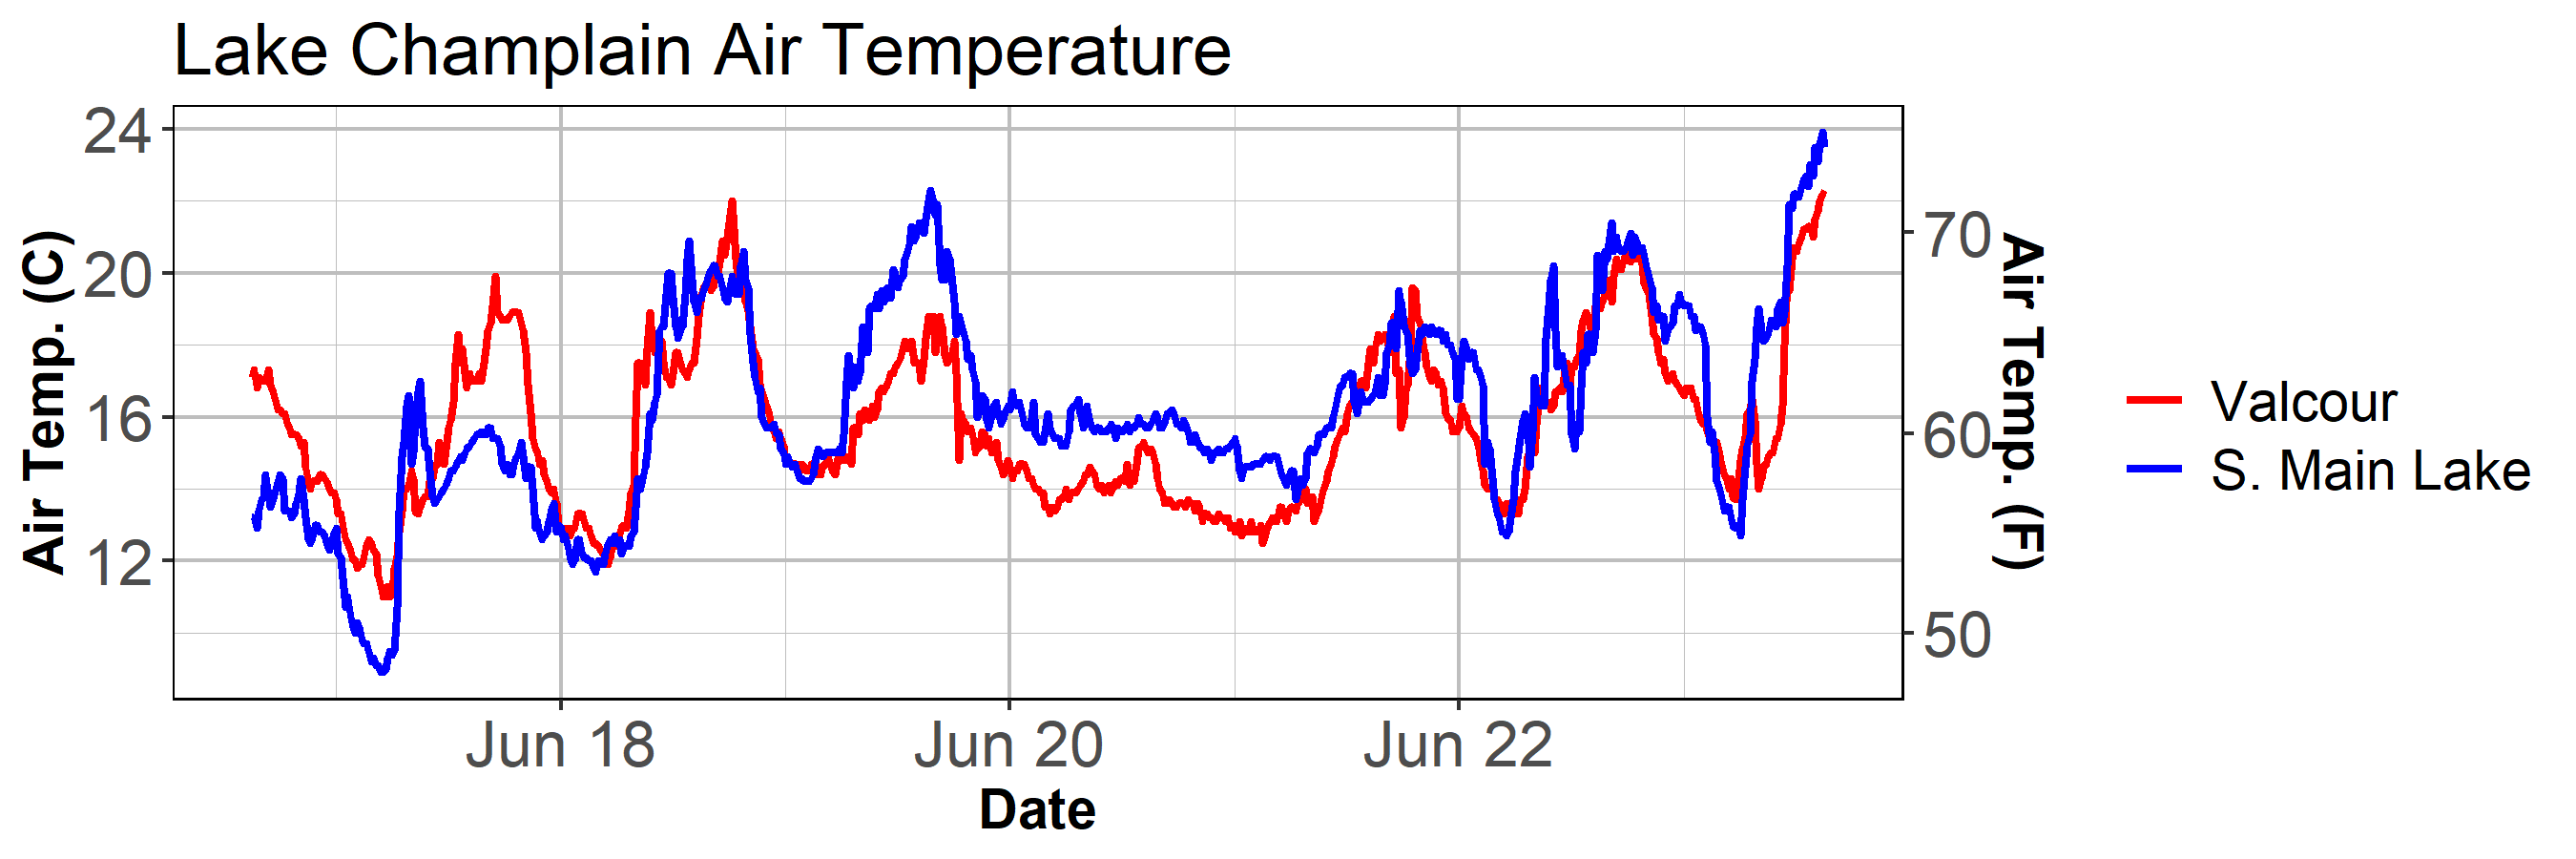 Lake Champlain Air Temperature
24
20
16
12
Air Temp. (C)
70
60
50
Air Temp. (F)
Jun 18
Jun 20
Jun 22
Date
Valcour
S. Main Lake